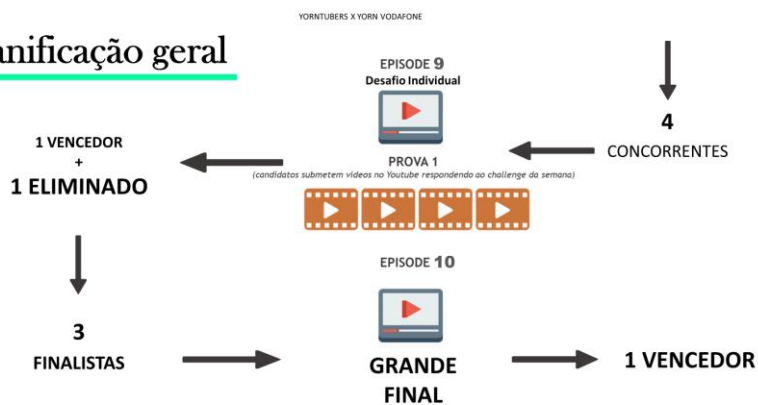 YORNTUBERS X YORN VODAFONE
anificação geral
EPISODE 9
Desafio Individual
4
CONCORRENTES
PROVA 1
(candidatos submetem videos no Youtube respondendo ao challenge da semana)
1 VENCEDOR
+
1 ELIMINADO
3
FINALISTAS
EPISODE 10
GRANDE
FINAL
1 VENCEDOR